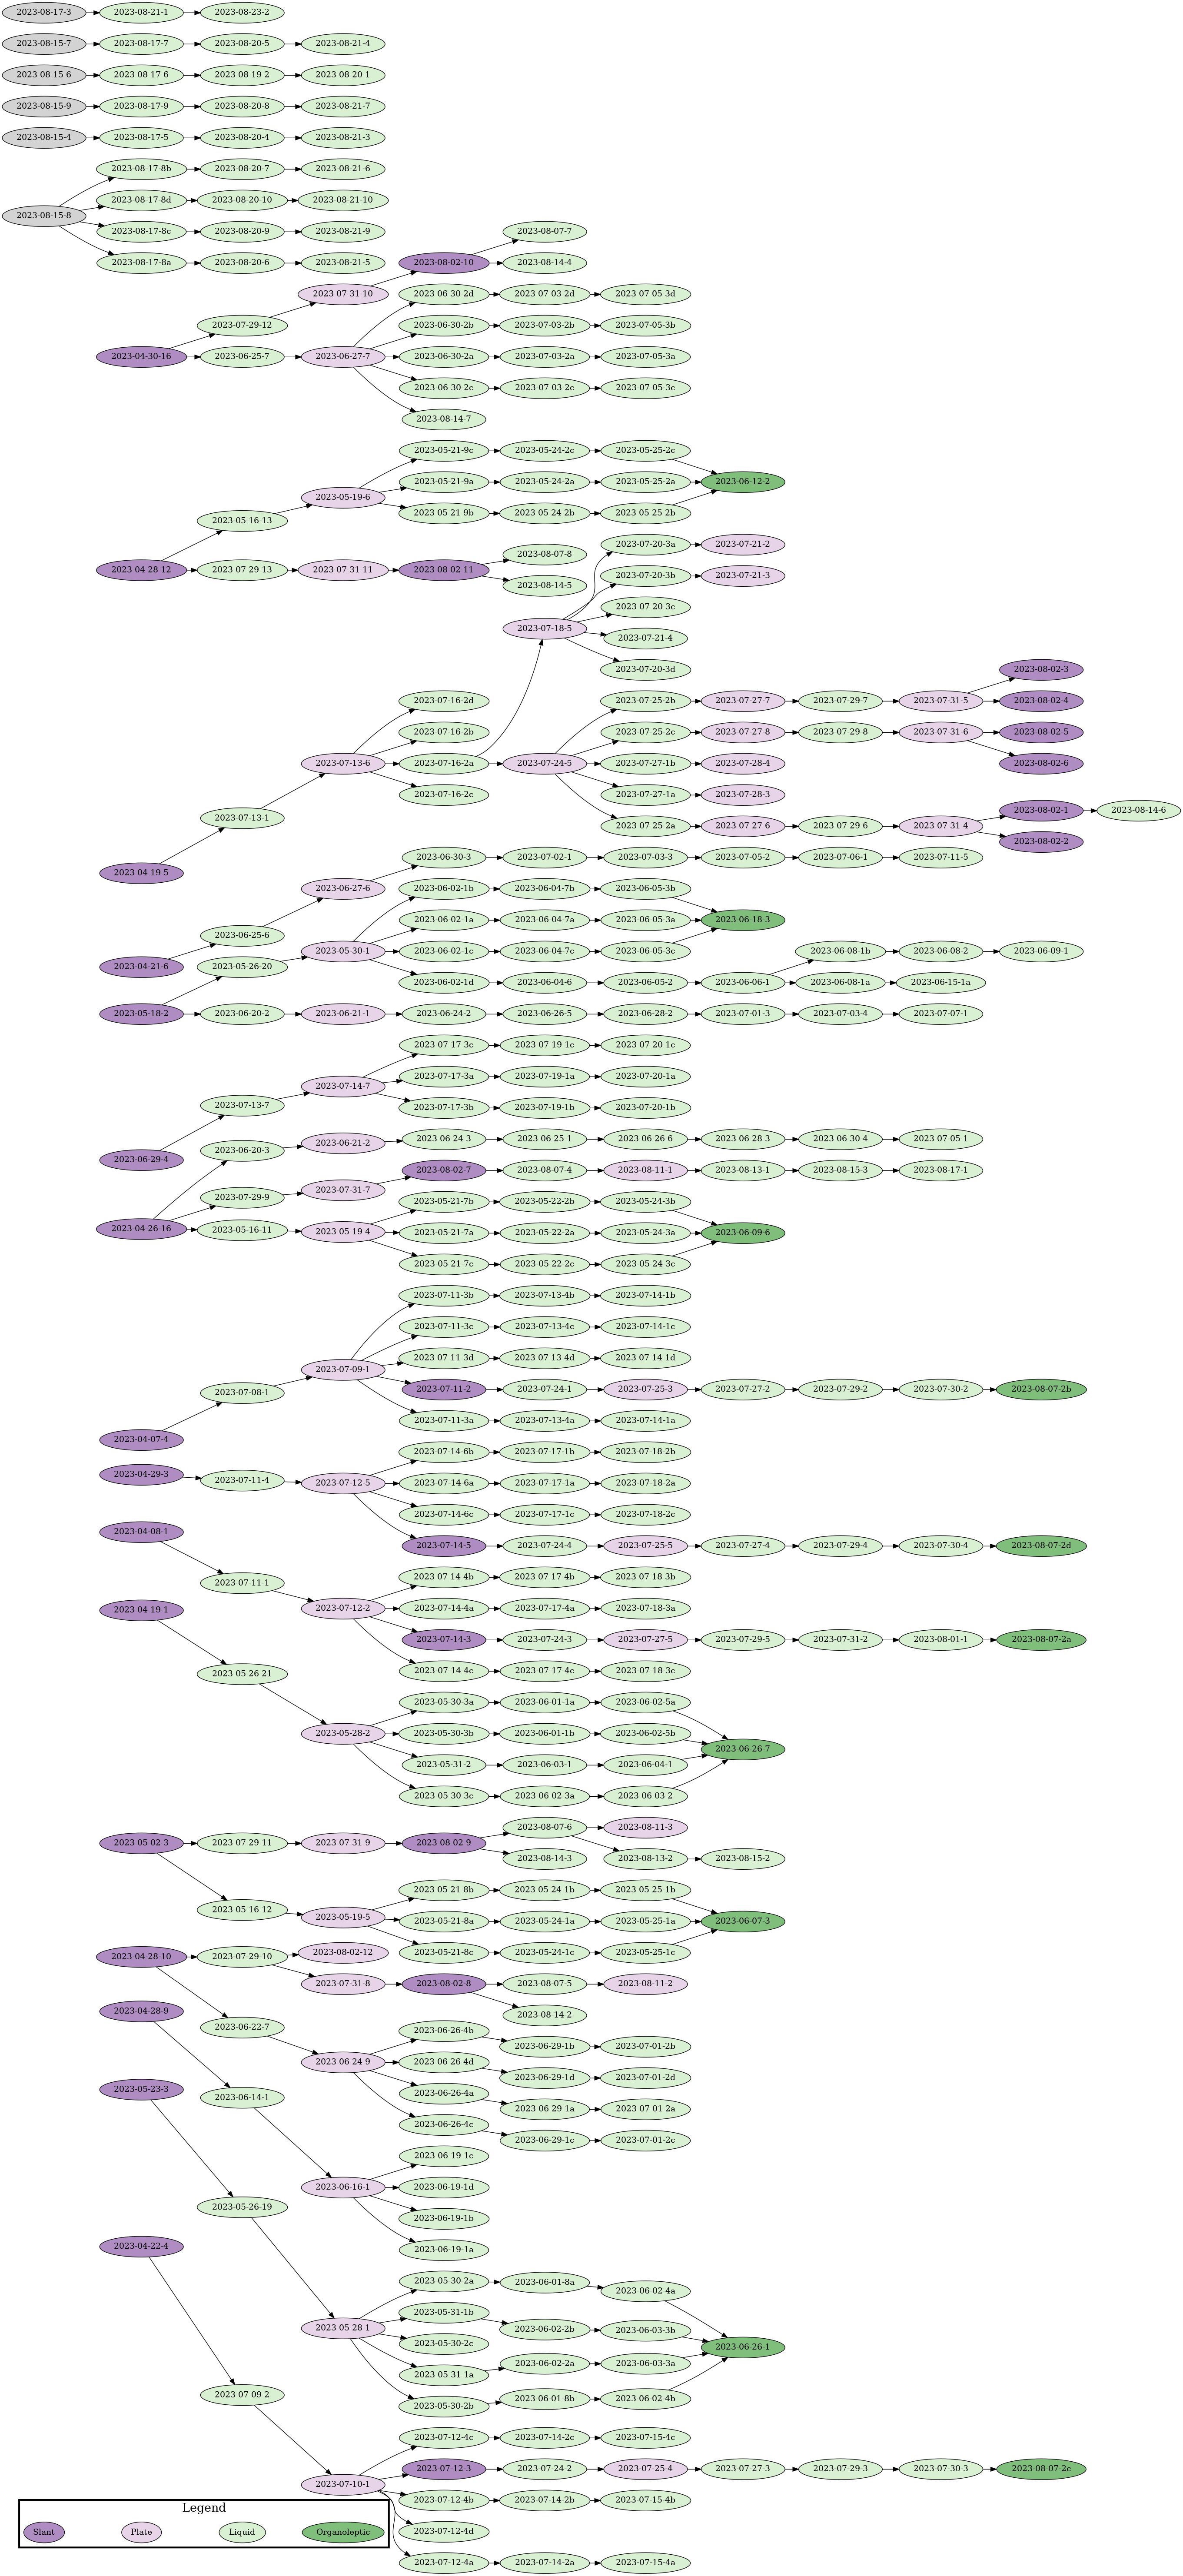 2023-08-17-3 2023-08-21-1 2023-08-23-2
2023-08-15-7 2023-08-17-7 2023-08-20-5 2023-08-21-4
2023-08-15-6 2023-08-17-6 2023-08-19-2 2023-08-20-1
2023-08-15-9 2023-08-17-9 2023-08-20-8 2023-08-21-7
2023-08-15-4 2023-08-17-5 2023-08-20-4 2023-08-21-3
2023-08-17-8b 2023-08-20-7 2023-08-21-6
2023-08-17-8d 2023-08-20-10 2023-08-21-10
2023-08-15-8
2023-08-17-8c 2023-08-20-9 2023-08-21-9 2023-08-07-7
2023-08-17-8a 2023-08-20-6 2023-08-21-5 2023-08-02-10 2023-08-14-4
2023-07-31-10 2023-06-30-2d 2023-07-03-2d 2023-07-05-3d
2023-07-29-12 2023-06-30-2b 2023-07-03-2b 2023-07-05-3b
2023-04-30-16 2023-06-25-7 2023-06-27-7 2023-06-30-2a 2023-07-03-2a 2023-07-05-3a
2023-06-30-2c 2023-07-03-2c 2023-07-05-3c
2023-08-14-7
2023-05-21-9c 2023-05-24-2c 2023-05-25-2c
2023-05-21-9a 2023-05-24-2a 2023-05-25-2a 2023-06-12-2
2023-05-19-6
2023-05-21-9b 2023-05-24-2b 2023-05-25-2b
2023-05-16-13
2023-07-20-3a 2023-07-21-2
2023-08-07-8
2023-04-28-12 2023-07-29-13 2023-07-31-11 2023-08-02-11
2023-07-20-3b 2023-07-21-3
2023-08-14-5
2023-07-20-3c
2023-07-18-5
2023-07-21-4
2023-07-20-3d 2023-08-02-3
2023-07-16-2d 2023-07-25-2b 2023-07-27-7 2023-07-29-7 2023-07-31-5 2023-08-02-4
2023-07-16-2b 2023-07-25-2c 2023-07-27-8 2023-07-29-8 2023-07-31-6 2023-08-02-5
2023-07-13-6 2023-07-16-2a 2023-07-24-5 2023-07-27-1b 2023-07-28-4 2023-08-02-6
2023-07-16-2c 2023-07-27-1a 2023-07-28-3
2023-08-02-1 2023-08-14-6
2023-07-13-1
2023-07-25-2a 2023-07-27-6 2023-07-29-6 2023-07-31-4
2023-08-02-2
2023-06-30-3 2023-07-02-1 2023-07-03-3 2023-07-05-2 2023-07-06-1 2023-07-11-5
2023-04-19-5
2023-06-27-6 2023-06-02-1b 2023-06-04-7b 2023-06-05-3b
2023-06-02-1a 2023-06-04-7a 2023-06-05-3a 2023-06-18-3
2023-06-25-6
2023-05-30-1 2023-06-02-1c 2023-06-04-7c 2023-06-05-3c 2023-06-08-1b 2023-06-08-2 2023-06-09-1
2023-04-21-6 2023-05-26-20
2023-06-02-1d 2023-06-04-6 2023-06-05-2 2023-06-06-1 2023-06-08-1a 2023-06-15-1a
2023-05-18-2 2023-06-20-2 2023-06-21-1 2023-06-24-2 2023-06-26-5 2023-06-28-2 2023-07-01-3 2023-07-03-4 2023-07-07-1
2023-07-17-3c 2023-07-19-1c 2023-07-20-1c
2023-07-17-3a 2023-07-19-1a 2023-07-20-1a
2023-07-14-7
2023-07-13-7 2023-07-17-3b 2023-07-19-1b 2023-07-20-1b
2023-06-21-2 2023-06-24-3 2023-06-25-1 2023-06-26-6 2023-06-28-3 2023-06-30-4 2023-07-05-1
2023-06-20-3
2023-06-29-4
2023-08-02-7 2023-08-07-4 2023-08-11-1 2023-08-13-1 2023-08-15-3 2023-08-17-1
2023-07-31-7
2023-07-29-9 2023-05-21-7b 2023-05-22-2b 2023-05-24-3b
2023-04-26-16 2023-05-16-11 2023-05-19-4 2023-05-21-7a 2023-05-22-2a 2023-05-24-3a 2023-06-09-6
2023-05-21-7c 2023-05-22-2c 2023-05-24-3c
2023-07-11-3b 2023-07-13-4b 2023-07-14-1b
2023-07-11-3c 2023-07-13-4c 2023-07-14-1c
2023-07-11-3d 2023-07-13-4d 2023-07-14-1d
2023-07-09-1
2023-07-08-1 2023-07-11-2 2023-07-24-1 2023-07-25-3 2023-07-27-2 2023-07-29-2 2023-07-30-2 2023-08-07-2b
2023-07-11-3a 2023-07-13-4a 2023-07-14-1a
2023-04-07-4
2023-07-14-6b 2023-07-17-1b 2023-07-18-2b
2023-04-29-3 2023-07-11-4 2023-07-12-5 2023-07-14-6a 2023-07-17-1a 2023-07-18-2a
2023-07-14-6c 2023-07-17-1c 2023-07-18-2c
2023-04-08-1
2023-07-14-5 2023-07-24-4 2023-07-25-5 2023-07-27-4 2023-07-29-4 2023-07-30-4 2023-08-07-2d
2023-07-11-1 2023-07-14-4b 2023-07-17-4b 2023-07-18-3b
2023-04-19-1 2023-07-12-2 2023-07-14-4a 2023-07-17-4a 2023-07-18-3a
2023-07-14-3 2023-07-24-3 2023-07-27-5 2023-07-29-5 2023-07-31-2 2023-08-01-1 2023-08-07-2a
2023-05-26-21 2023-07-14-4c 2023-07-17-4c 2023-07-18-3c
2023-05-30-3a 2023-06-01-1a 2023-06-02-5a
2023-05-28-2 2023-05-30-3b 2023-06-01-1b 2023-06-02-5b
2023-06-26-7
2023-05-31-2 2023-06-03-1 2023-06-04-1
2023-05-30-3c 2023-06-02-3a 2023-06-03-2
2023-08-07-6 2023-08-11-3
2023-05-02-3 2023-07-29-11 2023-07-31-9 2023-08-02-9
2023-08-14-3 2023-08-13-2 2023-08-15-2
2023-05-21-8b 2023-05-24-1b 2023-05-25-1b
2023-05-16-12 2023-05-19-5 2023-05-21-8a 2023-05-24-1a 2023-05-25-1a 2023-06-07-3
2023-05-21-8c 2023-05-24-1c 2023-05-25-1c
2023-04-28-10 2023-07-29-10 2023-08-02-12
2023-07-31-8 2023-08-02-8 2023-08-07-5 2023-08-11-2
2023-04-28-9
2023-08-14-2
2023-06-22-7 2023-06-26-4b
2023-06-29-1b 2023-07-01-2b
2023-06-24-9 2023-06-26-4d
2023-06-29-1d 2023-07-01-2d
2023-05-23-3 2023-06-14-1 2023-06-26-4a
2023-06-29-1a 2023-07-01-2a
2023-06-26-4c
2023-06-29-1c 2023-07-01-2c
2023-06-19-1c
2023-06-16-1 2023-06-19-1d
2023-05-26-19
2023-06-19-1b
2023-04-22-4 2023-06-19-1a
2023-05-30-2a 2023-06-01-8a
2023-06-02-4a
2023-05-31-1b
2023-05-28-1 2023-06-02-2b 2023-06-03-3b
2023-05-30-2c 2023-06-26-1
2023-06-02-2a 2023-06-03-3a
2023-05-31-1a
2023-07-09-2 2023-06-01-8b 2023-06-02-4b
2023-05-30-2b
2023-07-12-4c 2023-07-14-2c 2023-07-15-4c
2023-07-12-3 2023-07-24-2 2023-07-25-4 2023-07-27-3 2023-07-29-3 2023-07-30-3 2023-08-07-2c
2023-07-10-1
2023-07-12-4b 2023-07-14-2b 2023-07-15-4b
Legend
Slant Plate Liquid Organoleptic
2023-07-12-4d
2023-07-12-4a 2023-07-14-2a 2023-07-15-4a